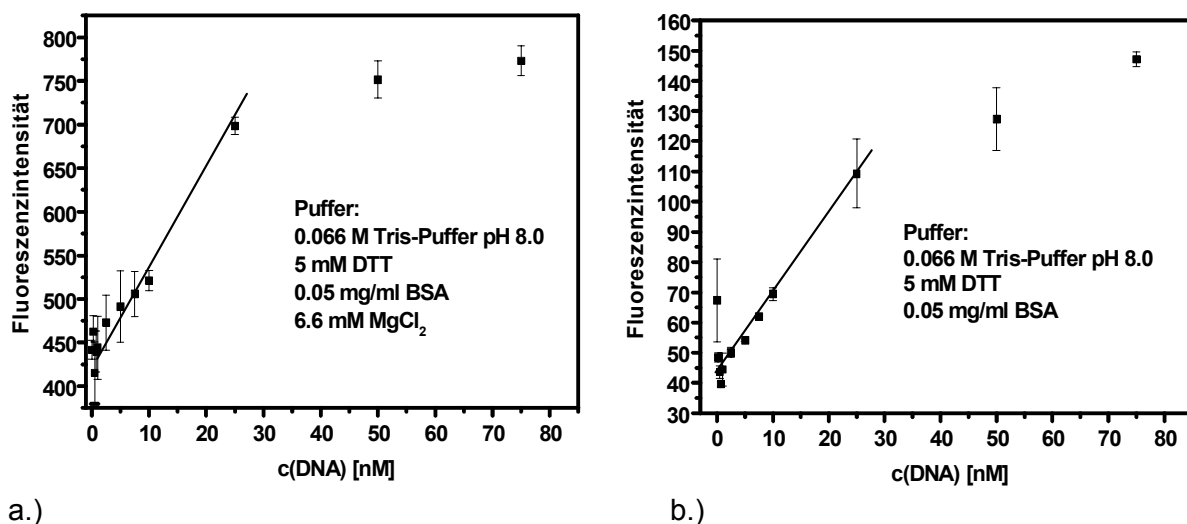 800
750
700
650
600
550
500
450
400
Fluoreszenzintensität
Puffer:
0.066 M Tris-Puffer pH 8.0
5 mM DTT
0.05 mg/ml BSA
6.6 mM MgCl₂
0 10 20 30 40 50 60 70 80
c(DNA) [nM]
a.)
160
150
140
130
120
110
100
90
80
70
60
50
40
30
Fluoreszenzintensität
Puffer:
0.066 M Tris-Puffer pH 8.0
5 mM DTT
0.05 mg/ml BSA
0 10 20 30 40 50 60 70 80
c(DNA) [nM]
b.)